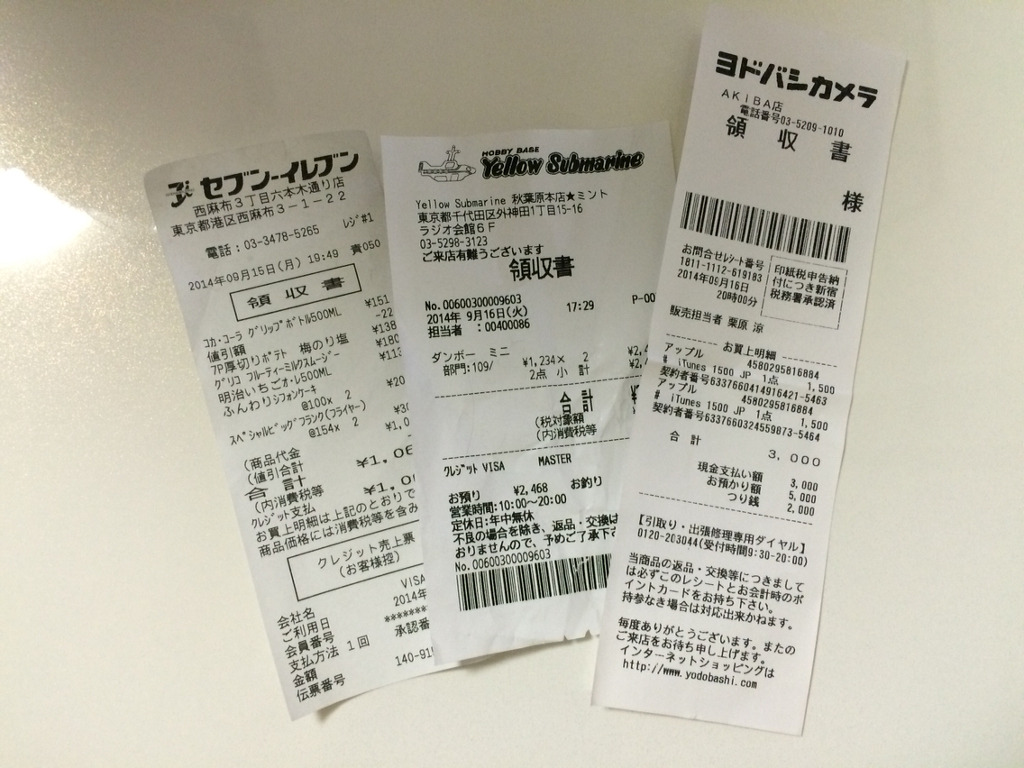 セブン-イレブン
西麻布3丁目六本木通り店
東京都港区西麻布3-1-22
電話:03-3478-5265 レジ#1
2014年09月15日(月) 19:49 責050
領収書
コカ・コーラ グリップボトル500ML ¥151
値引額 -22
7P厚切りポテト 梅のり塩 ¥138
グリコ フルーティーミルクスムージー ¥180
明治いちごオ・レ500ML ¥113
ふんわりシフォンケーキ
@100x 2 ¥20
スペシャルビッグフランク(フライヤー)
@154x 2 ¥30
(商品代金 ¥1,0
(値引合計
合計 ¥1,06
(内消費税等
クレジット支払 ¥1,0
お買上明細は上記のとおりで
商品価格には消費税等を含み
クレジット売上票
(お客様控)
会社名 VISA
ご利用日 2014年
会員番号 ********
支払方法 1回 承認番
金額
伝票番号 140-91
HOBBY BASE
Yellow Submarine
Yellow Submarine 秋葉原本店★ミント
東京都千代田区外神田1丁目15-16
ラジオ会館6F
03-5298-3123
ご来店有難うございます
領収書
No.00600300009603
2014年 9月16日(火) 17:29 P-00
担当者 :00400086
ダンボー ミニ
部門:109/ ¥1,234× 2 ¥2,4
2点 小 計 ¥2,
合計
(税対象額
(内消費税等
クレジット VISA MASTER
お預り ¥2,468 お釣り
営業時間:10:00~20:00
定休日:年中無休
不良の場合を除き、返品・交換は
おりませんので、予めご了承下さ
No.00600300009603
ヨドバシカメラ
AKIBA店
電話番号03-5209-1010
領収書
様
お問合せレシート番号
1811-1112-619183
2014年09月16日
20時00分
印紙税申告納
付につき新宿
税務署承認済
販売担当者 栗原 涼
お買上明細
アップル 4580295816884
# iTunes 1500 JP 1点 1,500
契約者番号6337660414916421-5463
アップル 4580295816884
# iTunes 1500 JP 1点 1,500
契約者番号6337660324559873-5464
合 計 3,000
現金支払い額 3,000
お預かり額 5,000
つり銭 2,000
【引取り・出張修理専用ダイヤル】
0120-203044(受付時間9:30-20:00)
当商品の返品・交換等につきまして
は必ずこのレシートとお会計時のポ
イントカードをお持ち下さい。
持参なき場合は対応出来かねます。
毎度ありがとうございます。またの
ご来店をお待ち申し上げます。
インターネットショッピングは
http://www.yodobashi.com